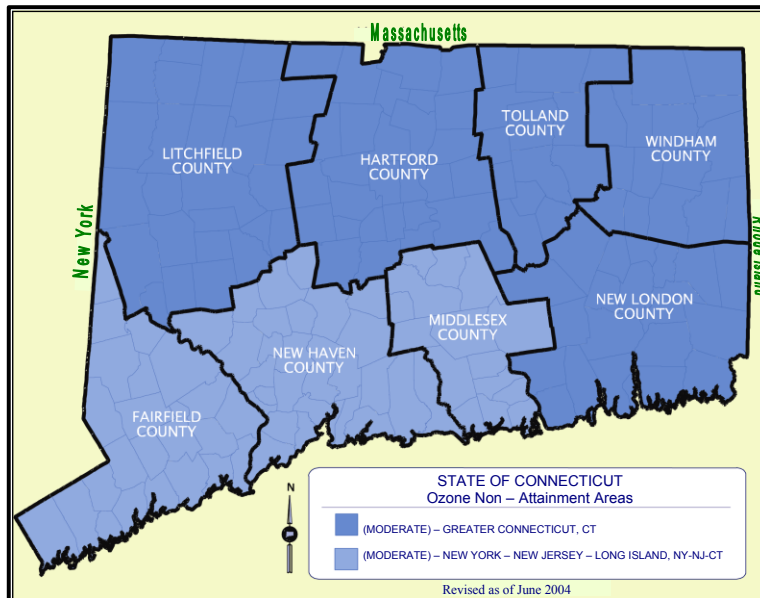 Massachusetts
TOLLAND
COUNTY
LITCHFIELD
COUNTY
HARTFORD
COUNTY
WINDHAM
COUNTY
New York
Rhode Island
NEW LONDON
COUNTY
MIDDLESEX
COUNTY
NEW HAVEN
COUNTY
FAIRFIELD
COUNTY
N
STATE OF CONNECTICUT
Ozone Non – Attainment Areas
(MODERATE) – GREATER CONNECTICUT, CT
(MODERATE) – NEW YORK – NEW JERSEY – LONG ISLAND, NY-NJ-CT
Revised as of June 2004